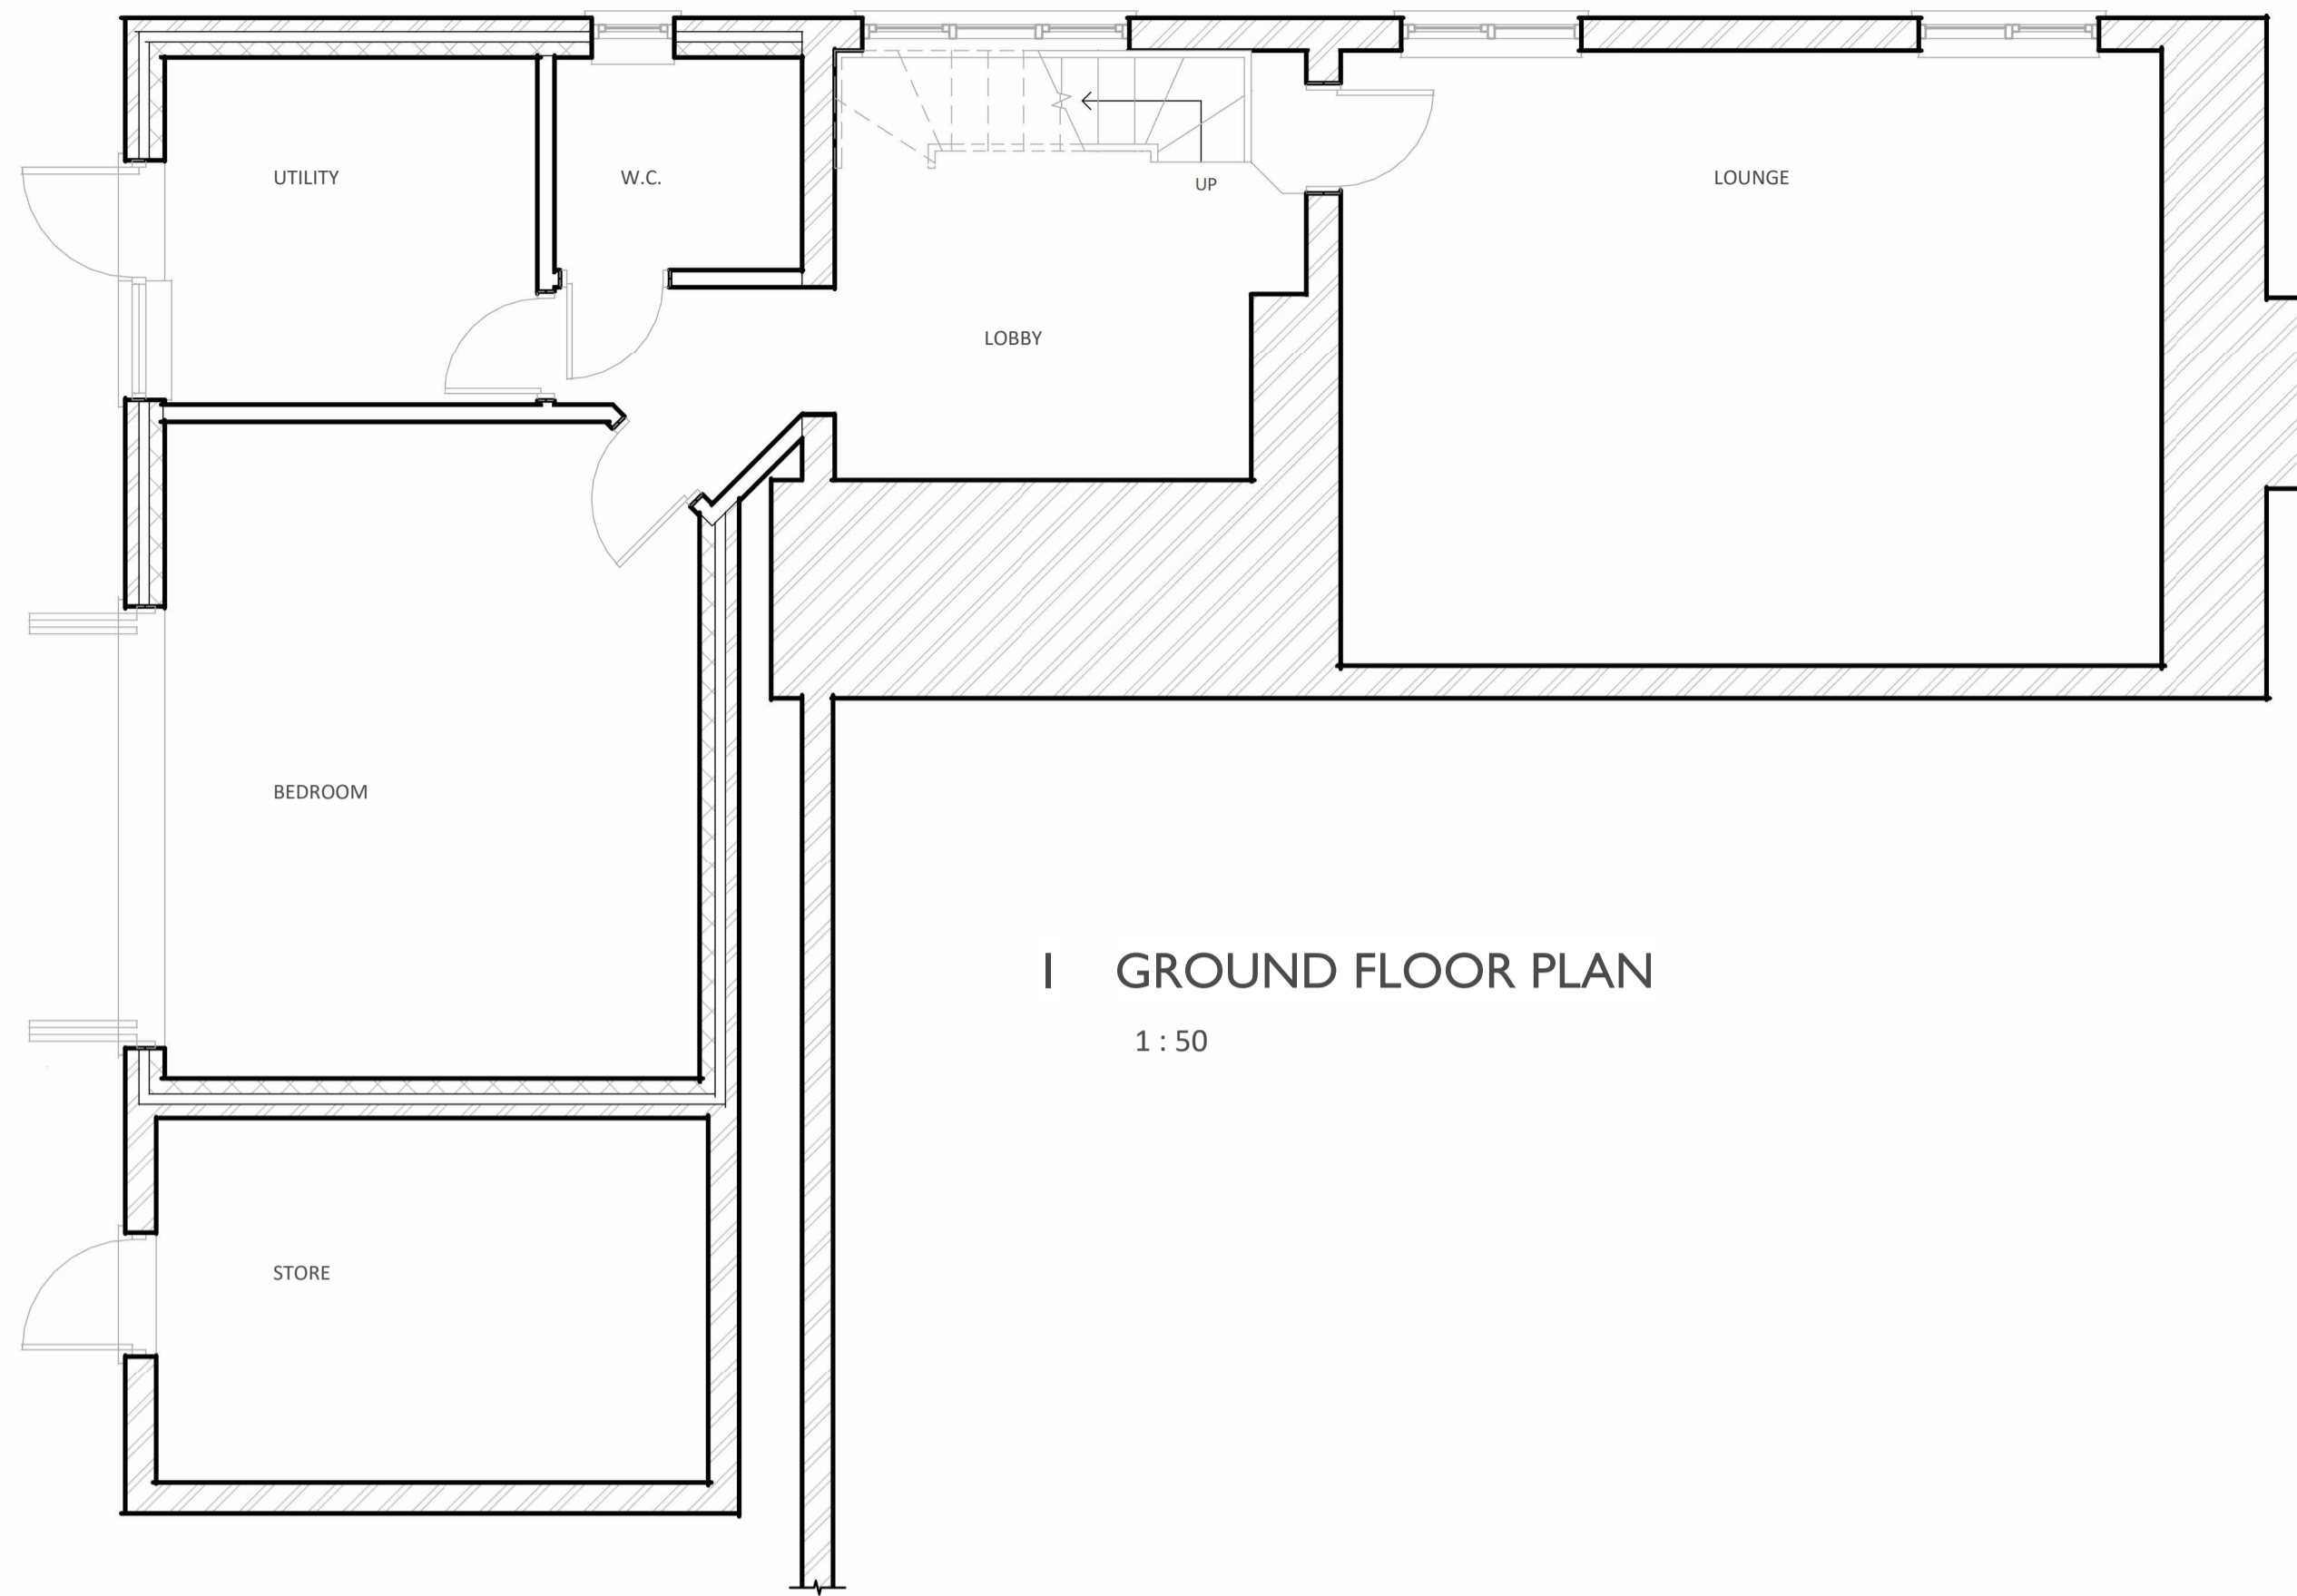 UTILITY
W.C.
UP
LOUNGE
LOBBY
BEDROOM
1 GROUND FLOOR PLAN
1 : 50
STORE